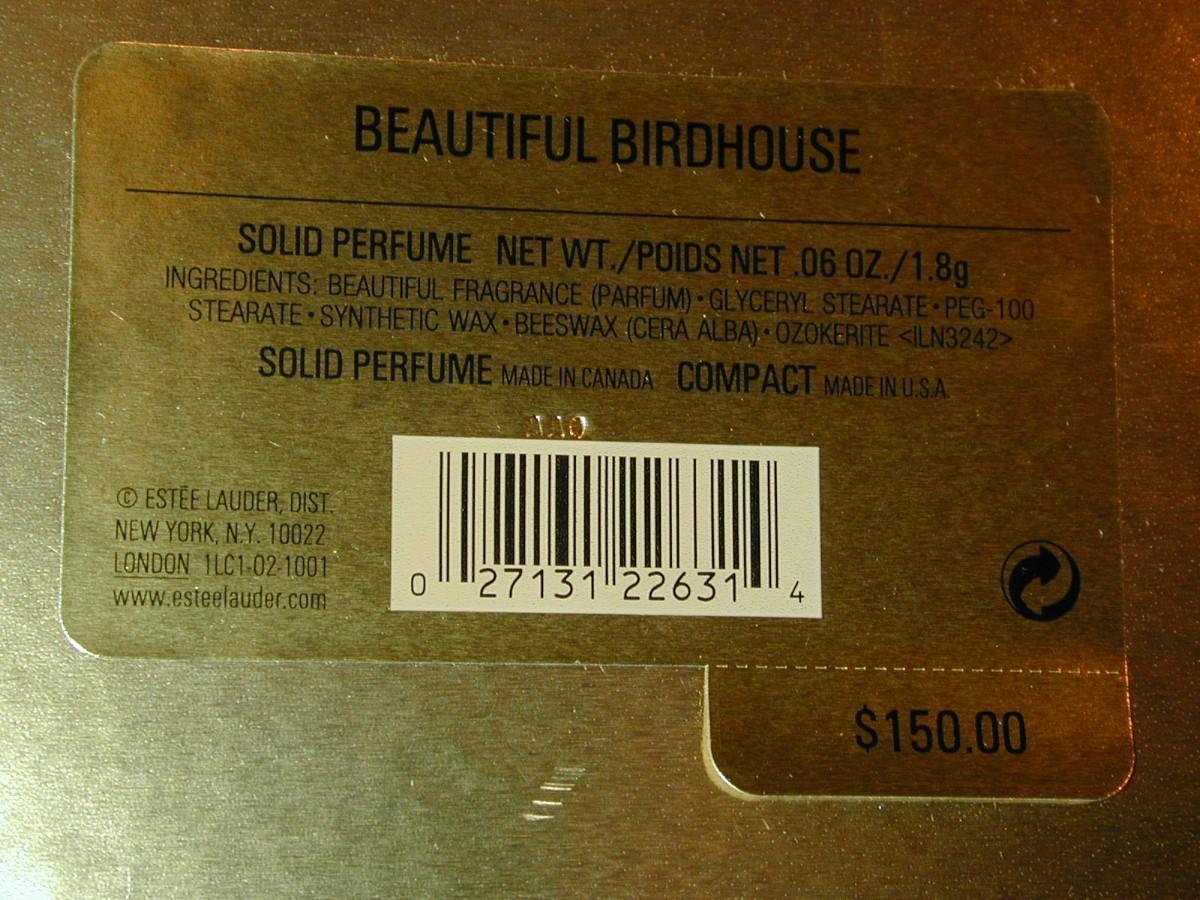 BEAUTIFUL BIRDHOUSE
SOLID PERFUME NET WT./POIDS NET .06 OZ./1.8g
INGREDIENTS: BEAUTIFUL FRAGRANCE (PARFUM) • GLYCERYL STEARATE • PEG-100
STEARATE • SYNTHETIC WAX • BEESWAX (CERA ALBA) • OZOKERITE <ILN3242>
SOLID PERFUME MADE IN CANADA COMPACT MADE IN U.S.A.
© ESTĒE LAUDER, DIST.
NEW YORK, N.Y. 10022
LONDON 1LC1-02-1001
www.esteelauder.com
0 27131 22631 4
$150.00